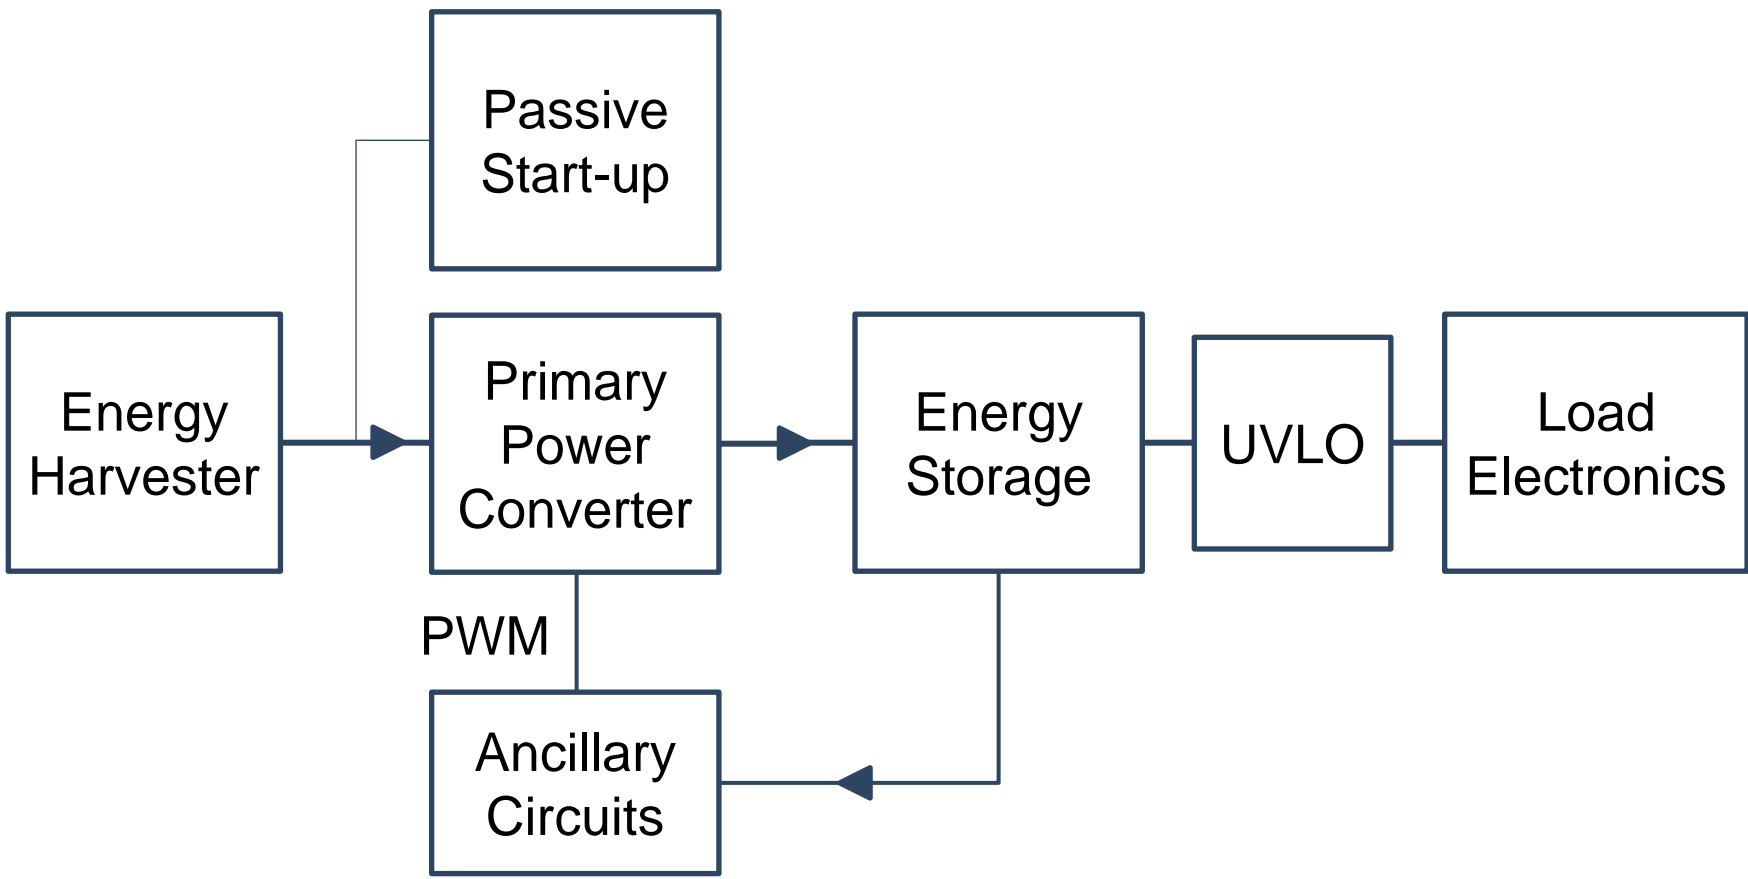 Passive
Start-up
Energy
Harvester
Primary
Power
Converter
Energy
Storage
UVLO
Load
Electronics
PWM
Ancillary
Circuits